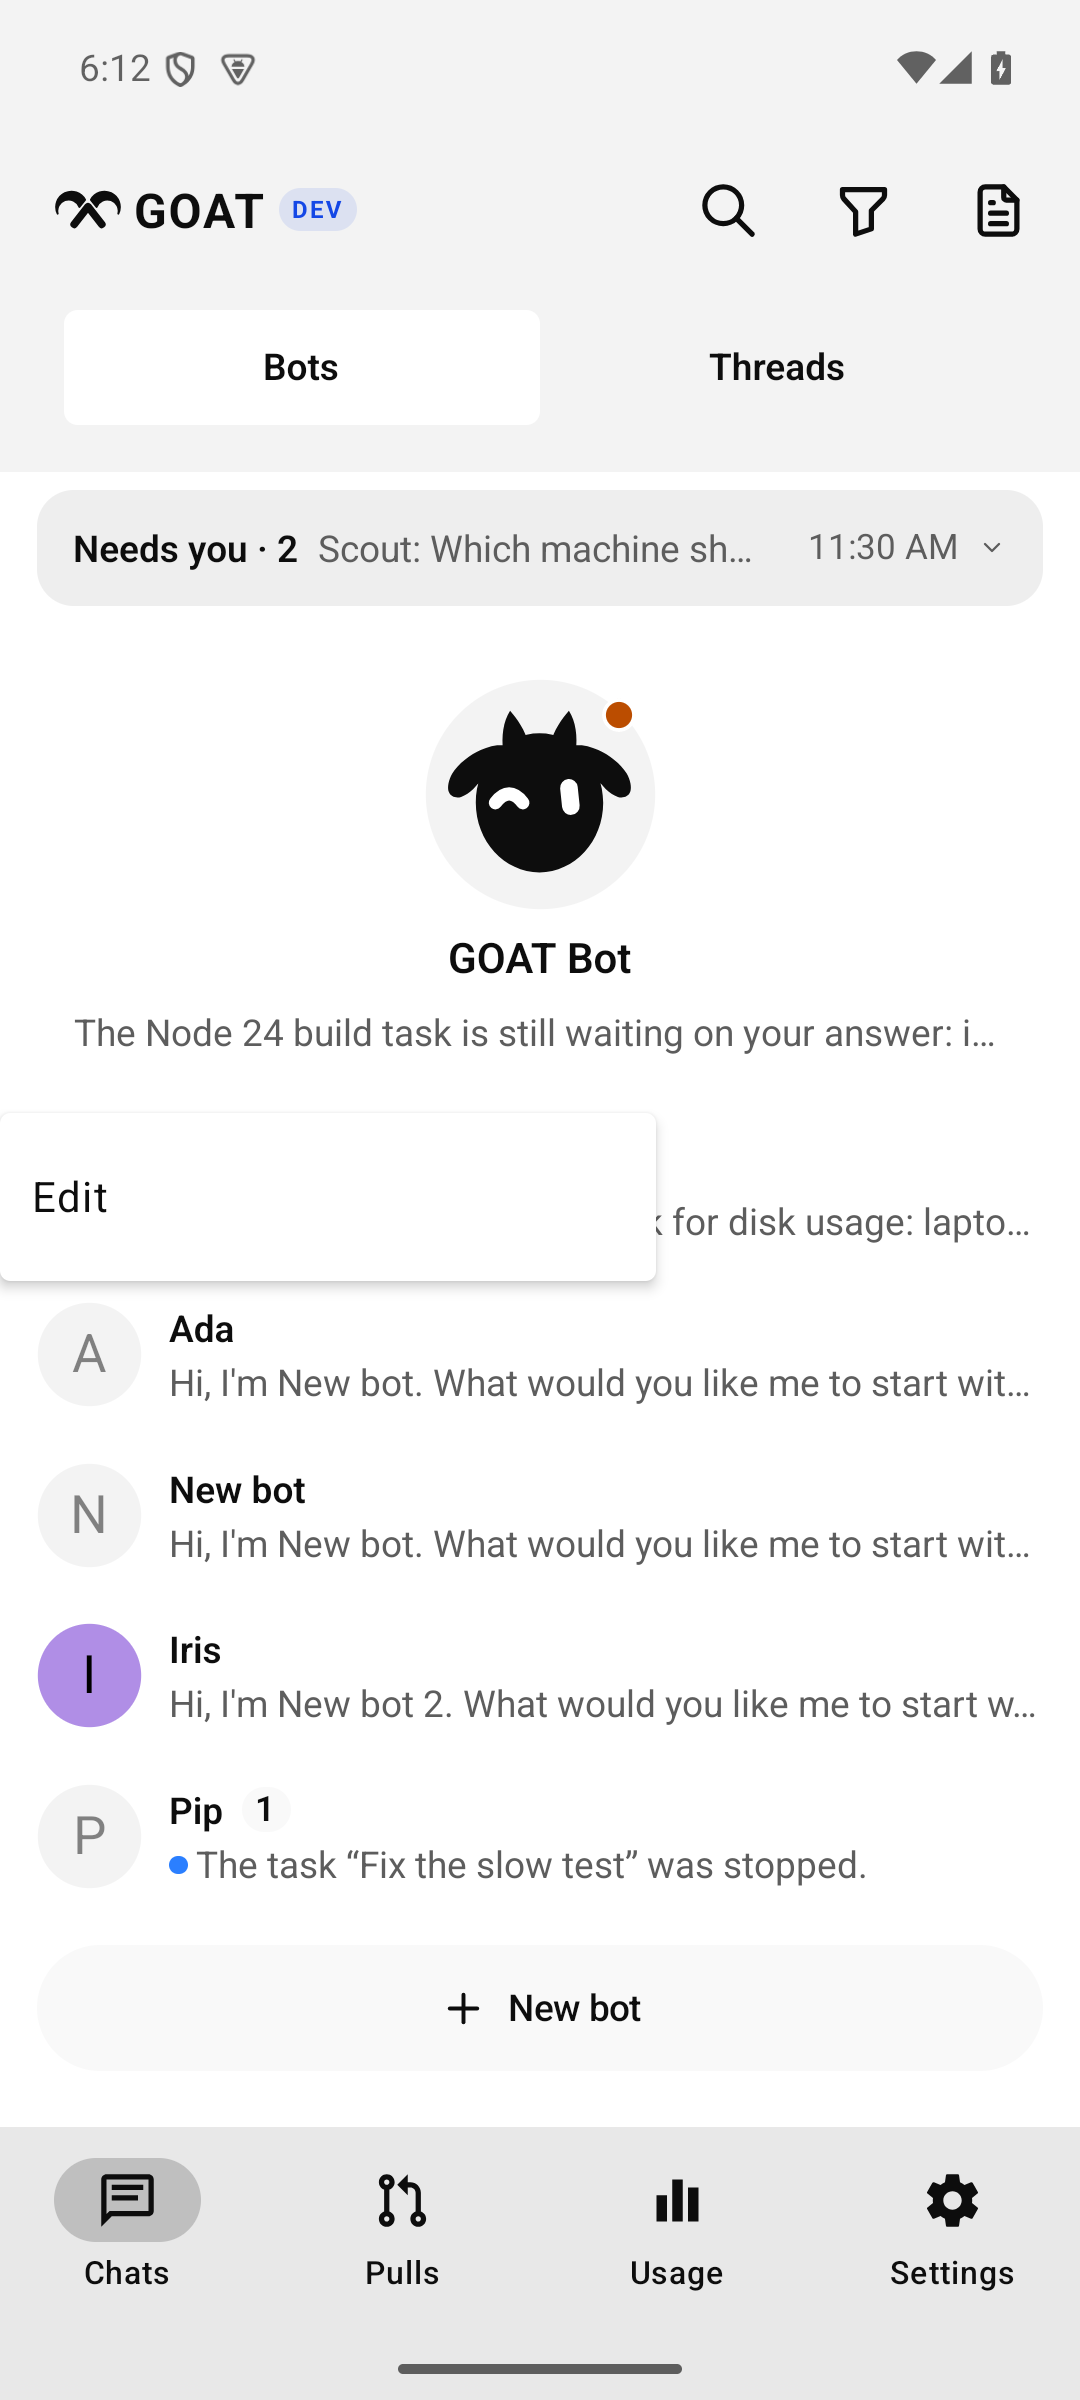 6:12
GOAT DEV
Bots Threads
Needs you · 2 Scout: Which machine sh… 11:30 AM
GOAT Bot
The Node 24 build task is still waiting on your answer: i…
Edit
for disk usage: lapto…
A Ada
Hi, I'm New bot. What would you like me to start wit…
N New bot
Hi, I'm New bot. What would you like me to start wit…
I Iris
Hi, I'm New bot 2. What would you like me to start w…
P Pip 1
The task “Fix the slow test” was stopped.
New bot
Chats Pulls Usage Settings